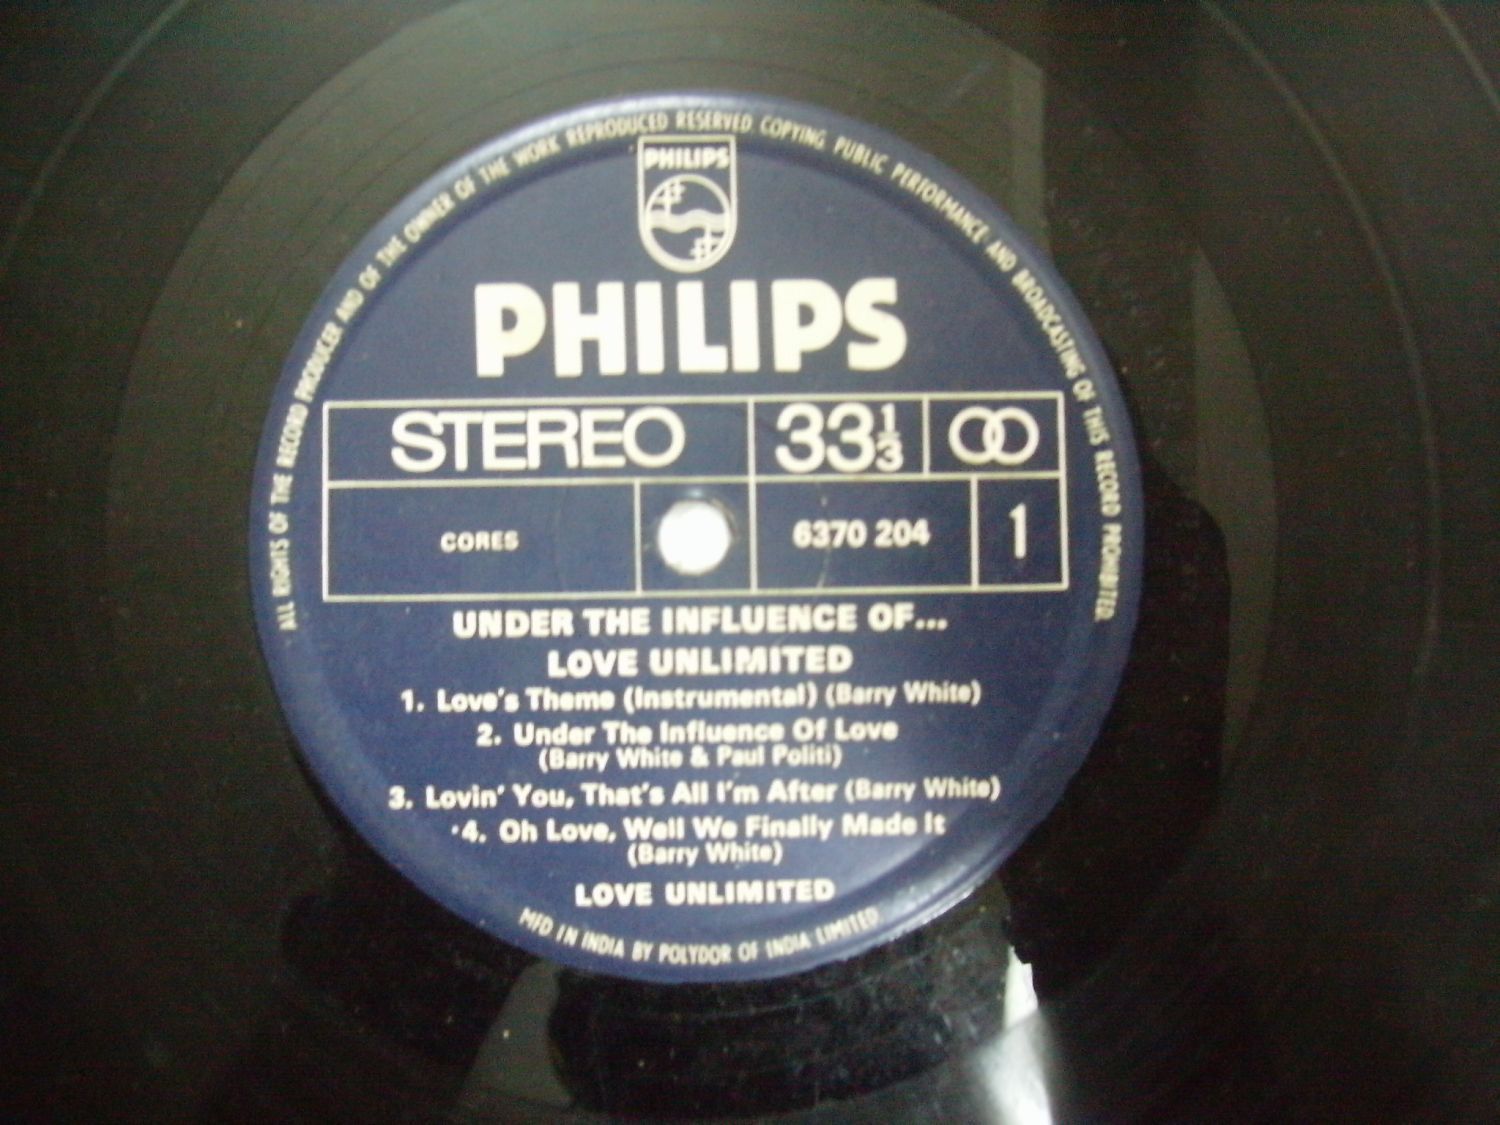 ALL RIGHTS OF THE RECORD PRODUCER AND OF THE OWNER OF THE WORK REPRODUCED RESERVED COPYING, PUBLIC PERFORMANCE AND BROADCASTING OF THIS RECORD PROHIBITED
PHILIPS
PHILIPS
STEREO 33 1/3
CORES 6370 204 1
UNDER THE INFLUENCE OF...
LOVE UNLIMITED
1. Love's Theme (Instrumental) (Barry White)
2. Under The Influence Of Love
(Barry White & Paul Politi)
3. Lovin' You, That's All I'm After (Barry White)
4. Oh Love, Well We Finally Made It
(Barry White)
LOVE UNLIMITED
MFD IN INDIA BY POLYDOR OF INDIA LIMITED